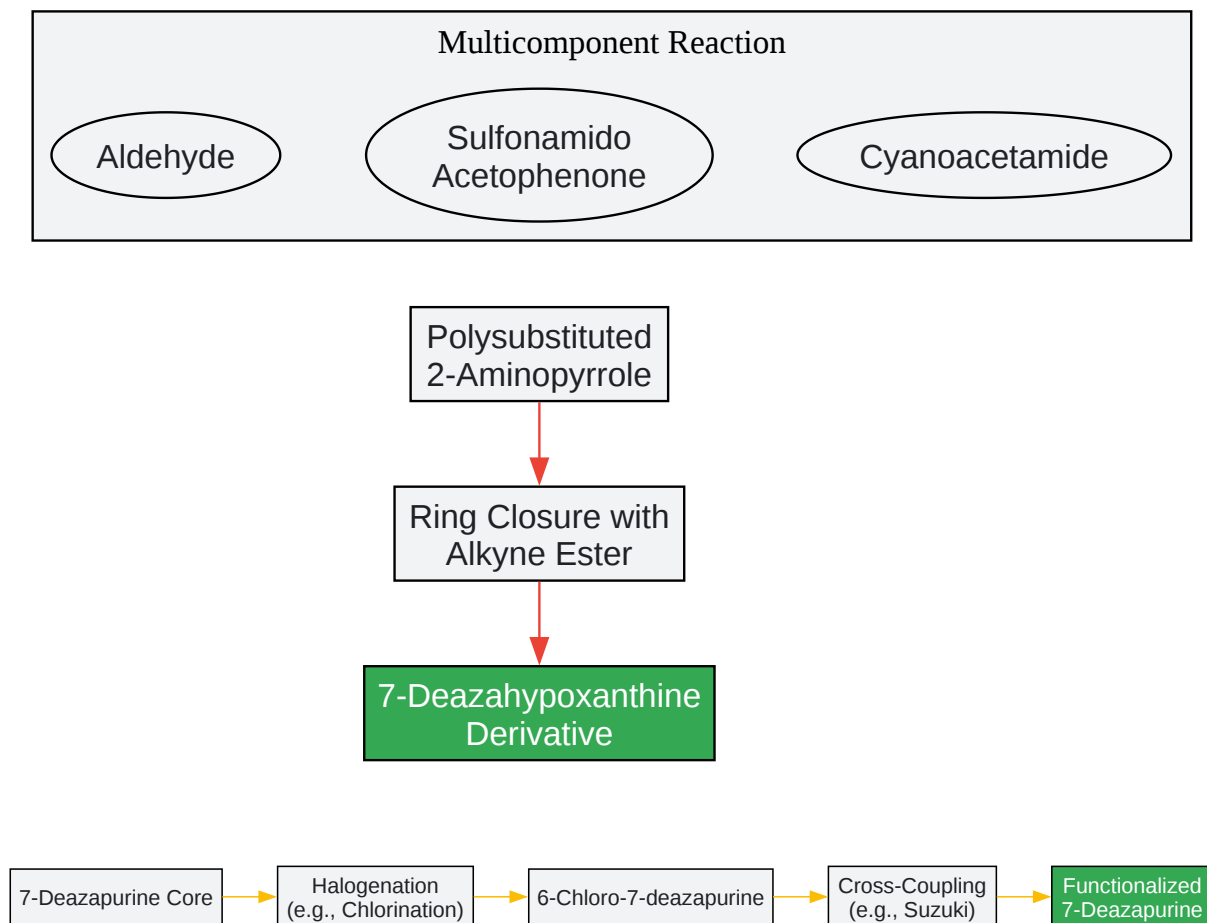 Multicomponent Reaction
Aldehyde
Sulfonamido
Acetophenone
Cyanoacetamide
Polysubstituted
2-Aminopyrrole
Ring Closure with
Alkyne Ester
7-Deazahypoxanthine
Derivative
7-Deazapurine Core
Halogenation
(e.g., Chlorination)
6-Chloro-7-deazapurine
Cross-Coupling
(e.g., Suzuki)
Functionalized
7-Deazapurine